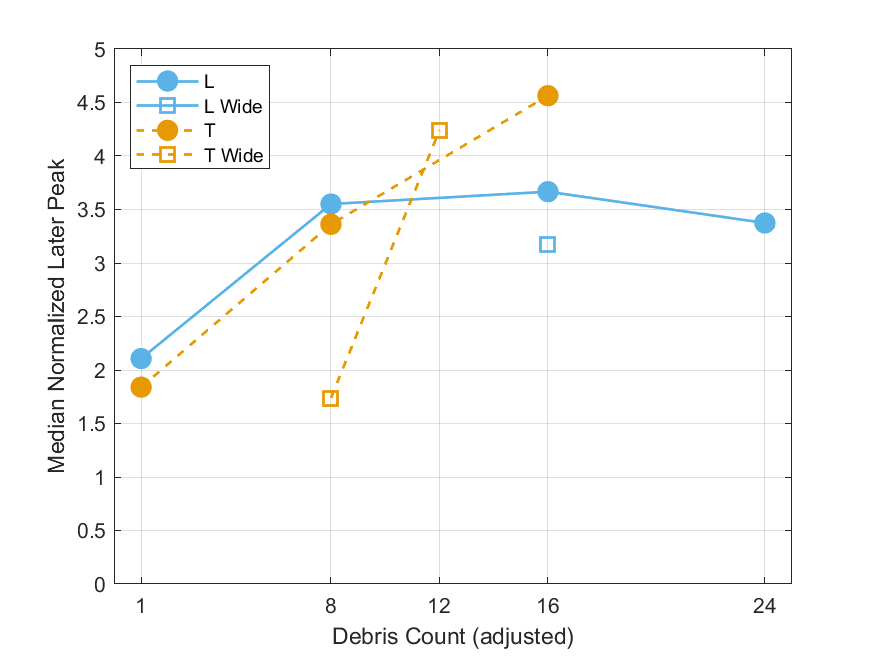 5
4.5
4
3.5
3
2.5
2
1.5
1
0.5
0
Median Normalized Later Peak
L
L Wide
T
T Wide
1 8 12 16 24
Debris Count (adjusted)